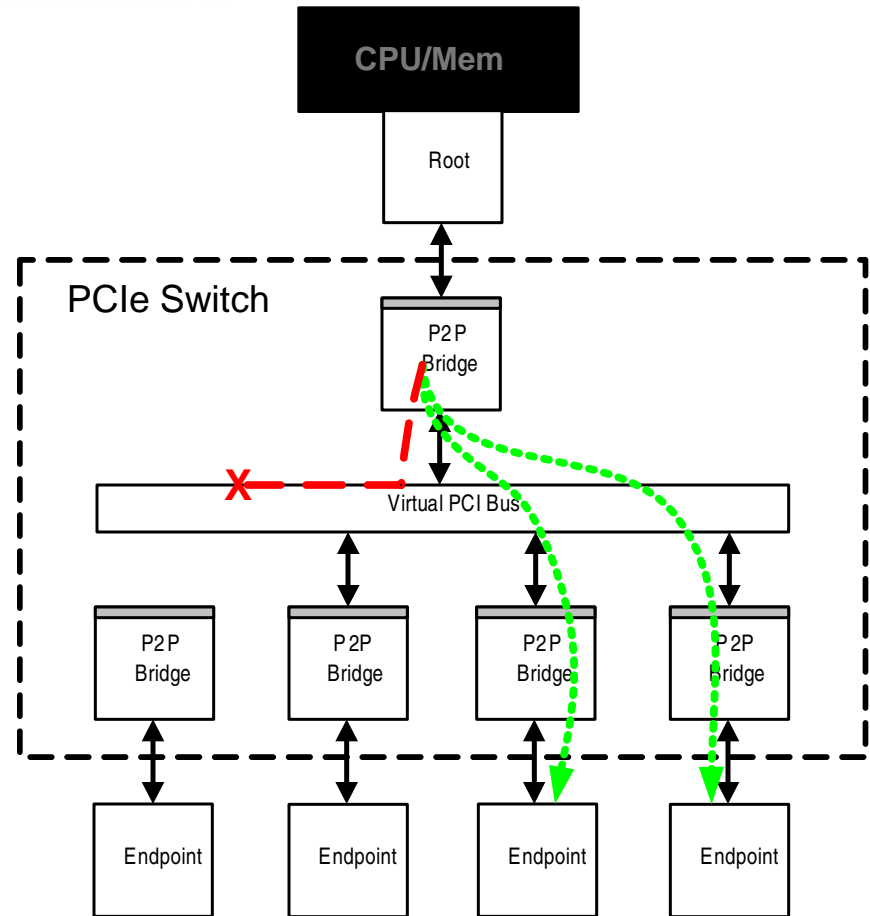 CPU/Mem
Root
PCIe Switch
P2P
Bridge
X
Virtual PCI Bus
P2P
Bridge
P2P
Bridge
P2P
Bridge
P2P
Bridge
Endpoint
Endpoint
Endpoint
Endpoint